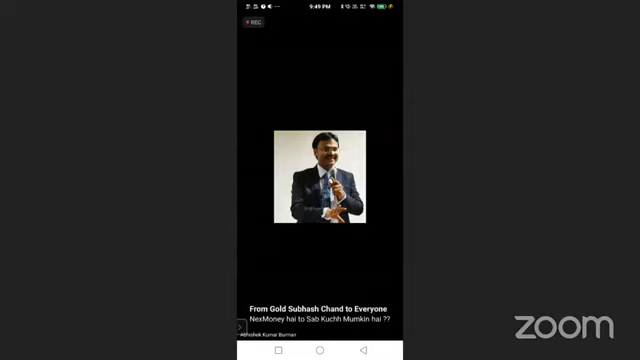 9:49 PM
REC
From Gold Subhash Chand to Everyone
NexMoney hai to Sab Kuchh Mumkin hai ??
Abhishek Kumar Burman
zoom